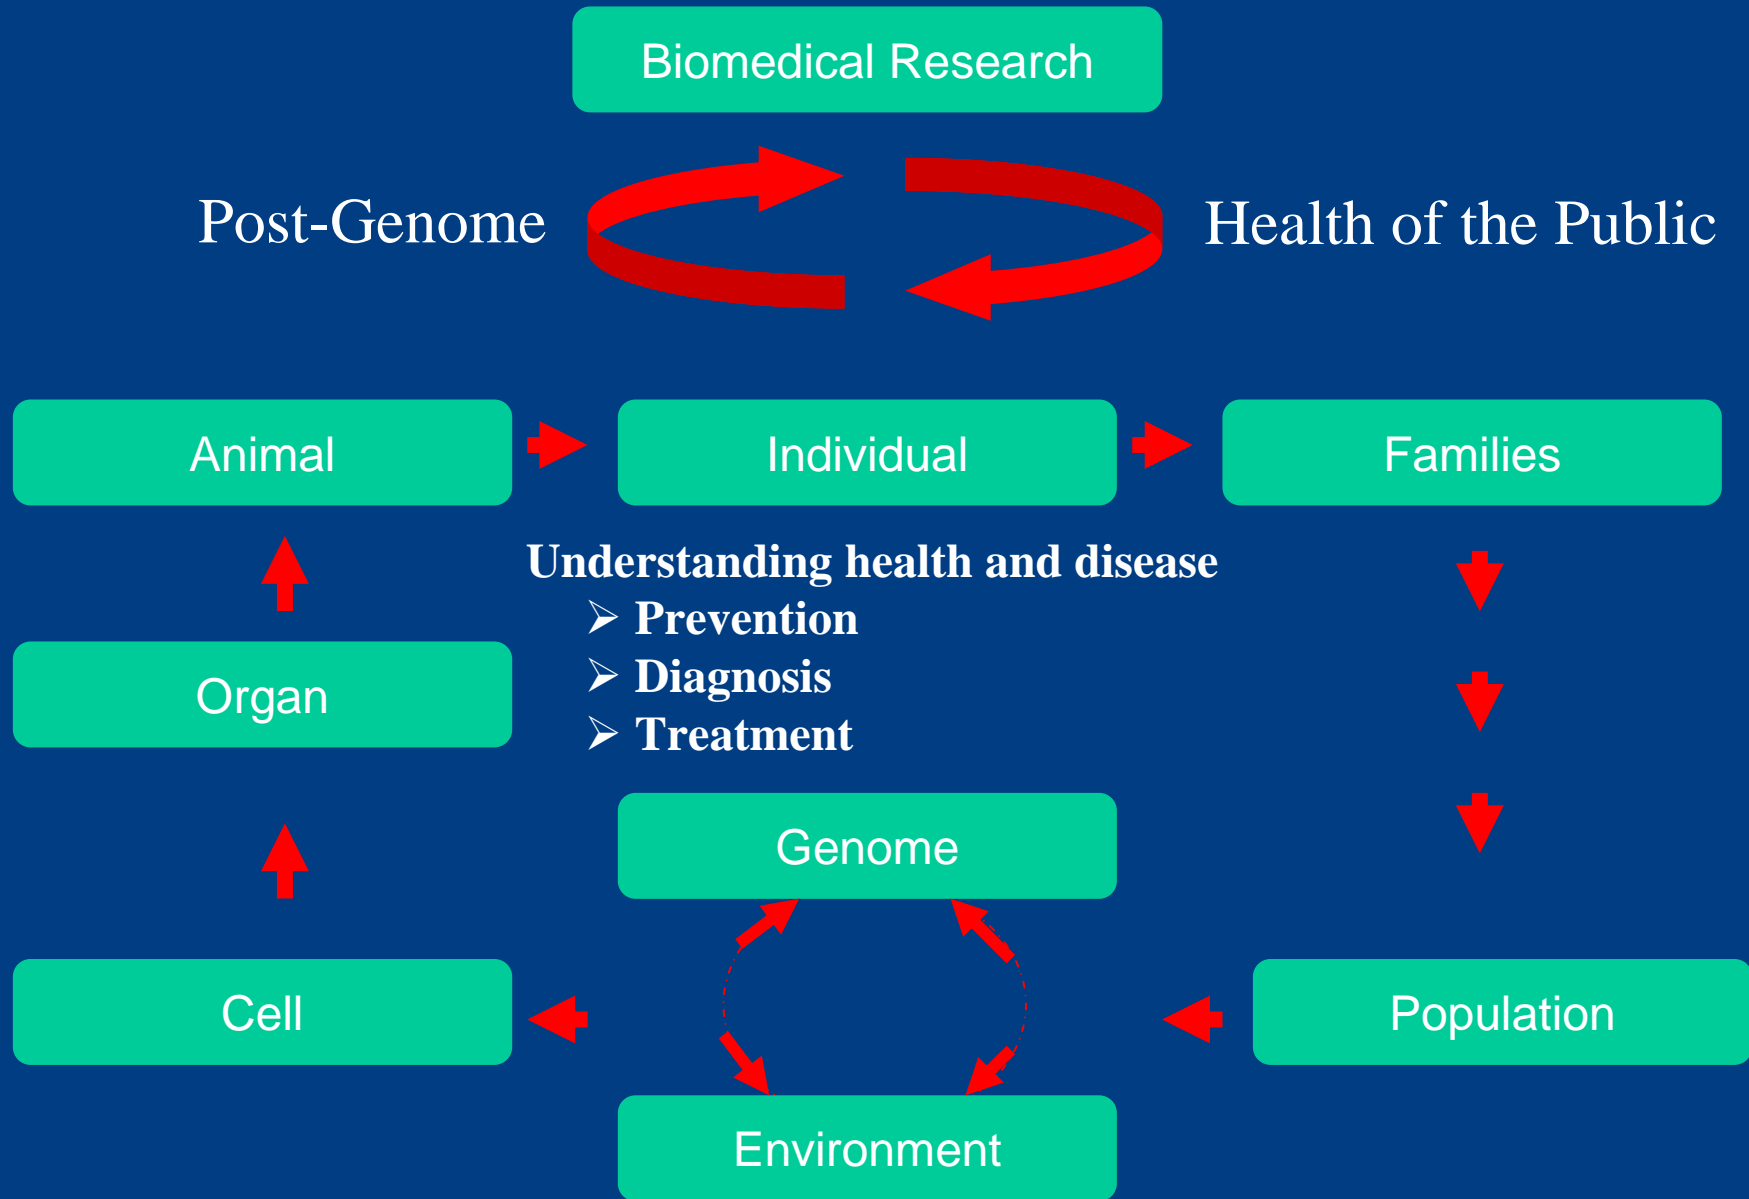 Biomedical Research
Post-Genome
Health of the Public
Animal
Individual
Families
Understanding health and disease
➢ Prevention
➢ Diagnosis
➢ Treatment
Organ
Genome
Cell
Population
Environment